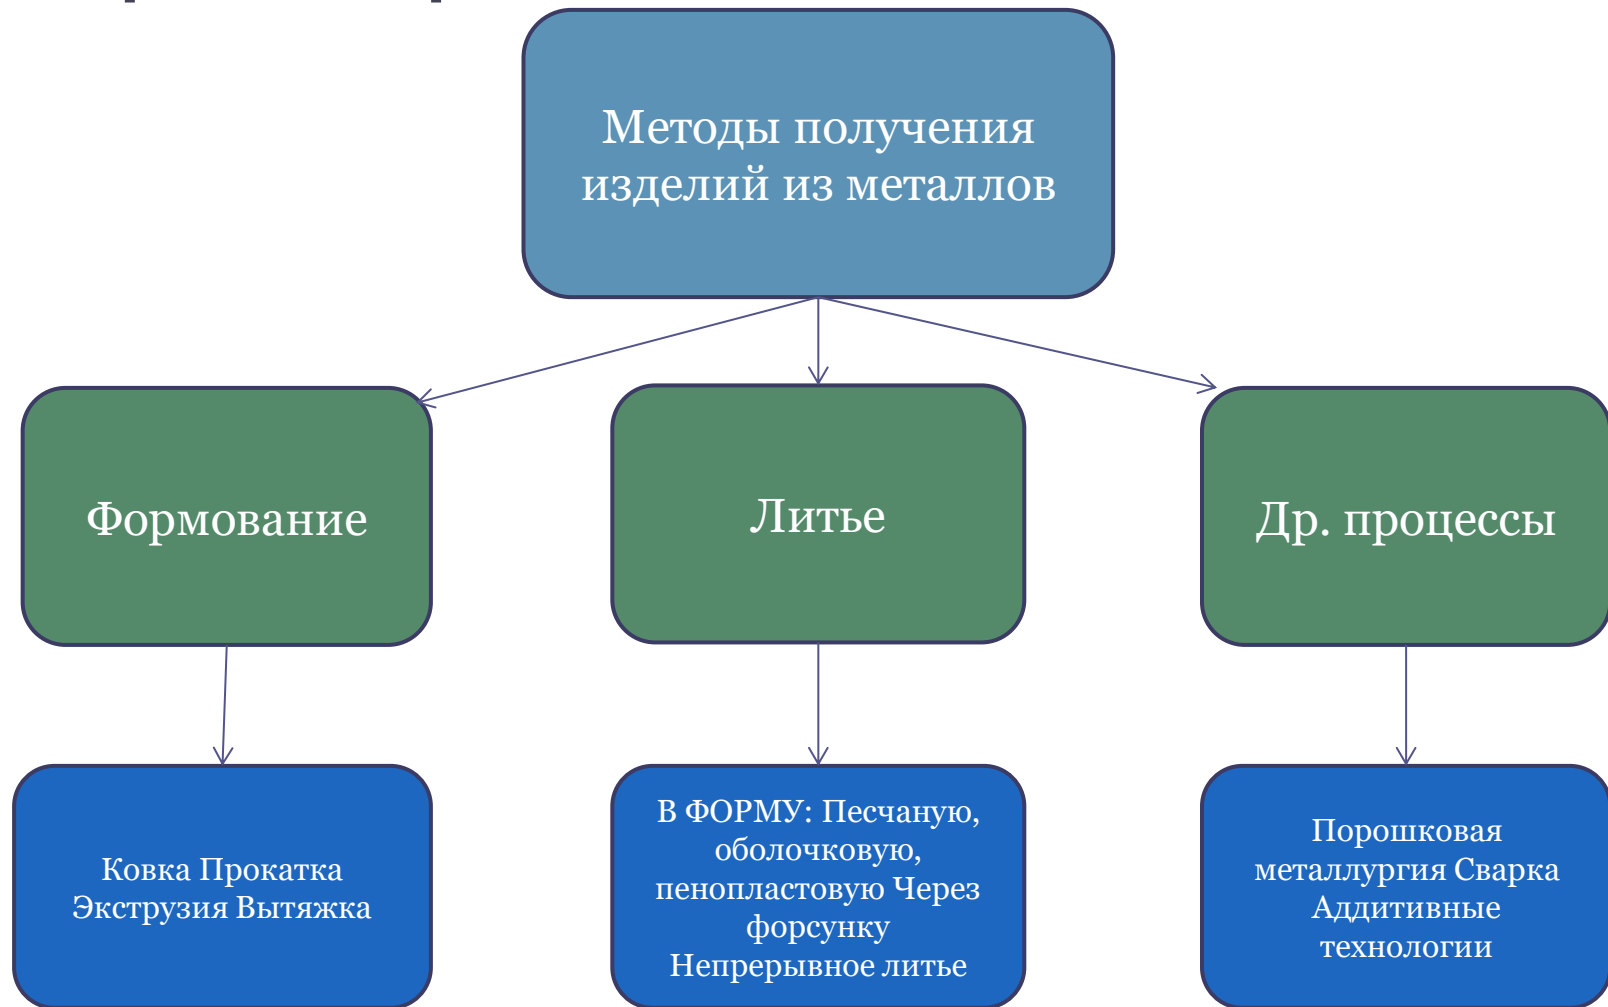 Методы получения
изделий из металлов
Формование
Литье
Др. процессы
Ковка Прокатка
Экструзия Вытяжка
В ФОРМУ: Песчаную,
оболочковую,
пенопластовую Через
форсунку
Непрерывное литье
Порошковая
металлургия Сварка
Аддитивные
технологии